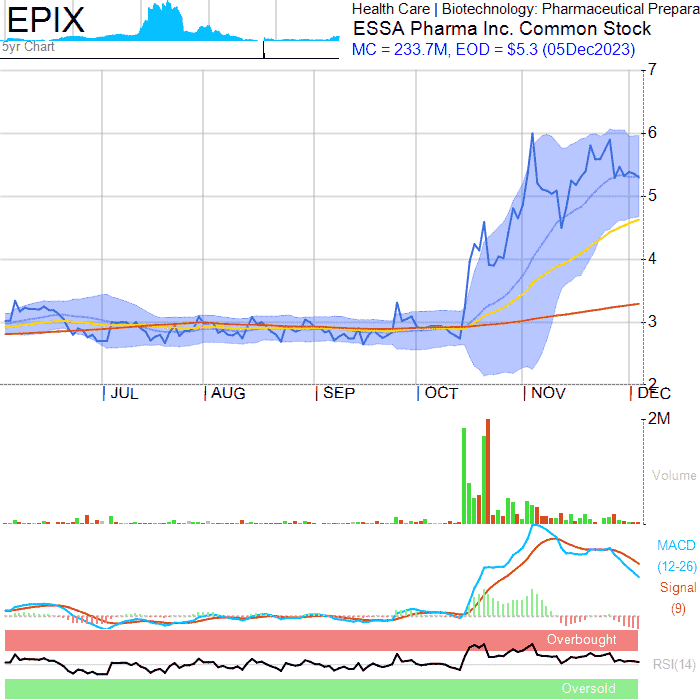 EPIX
Health Care | Biotechnology: Pharmaceutical Prepara
ESSA Pharma Inc. Common Stock
5yr Chart
MC = 233.7M, EOD = $5.3 (05Dec2023)
7
6
5
4
3
2
JUL AUG SEP OCT NOV DEC
2M
Volume
MACD
(12-26)
Signal
(9)
Overbought
RSI(14)
Oversold